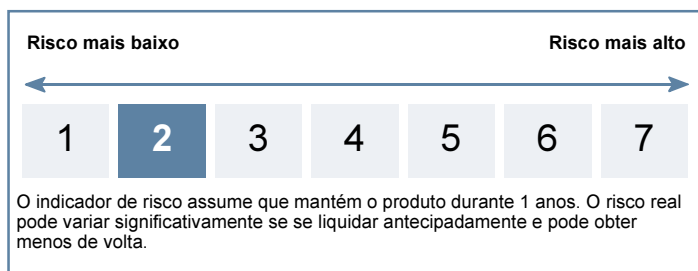 Risco mais baixo Risco mais alto
1 2 3 4 5 6 7
O indicador de risco assume que mantém o produto durante 1 anos. O risco real
pode variar significativamente se se liquidar antecipadamente e pode obter
menos de volta.